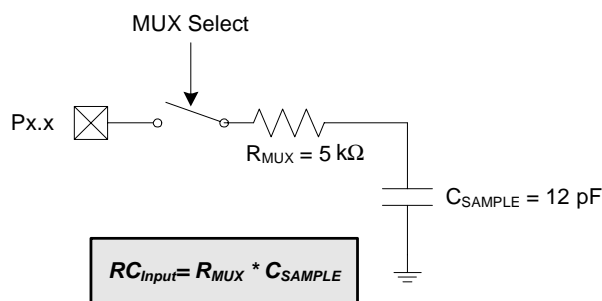 MUX Select
Px.x
RMUX = 5 kΩ
CSAMPLE = 12 pF
RCInput= RMUX * CSAMPLE